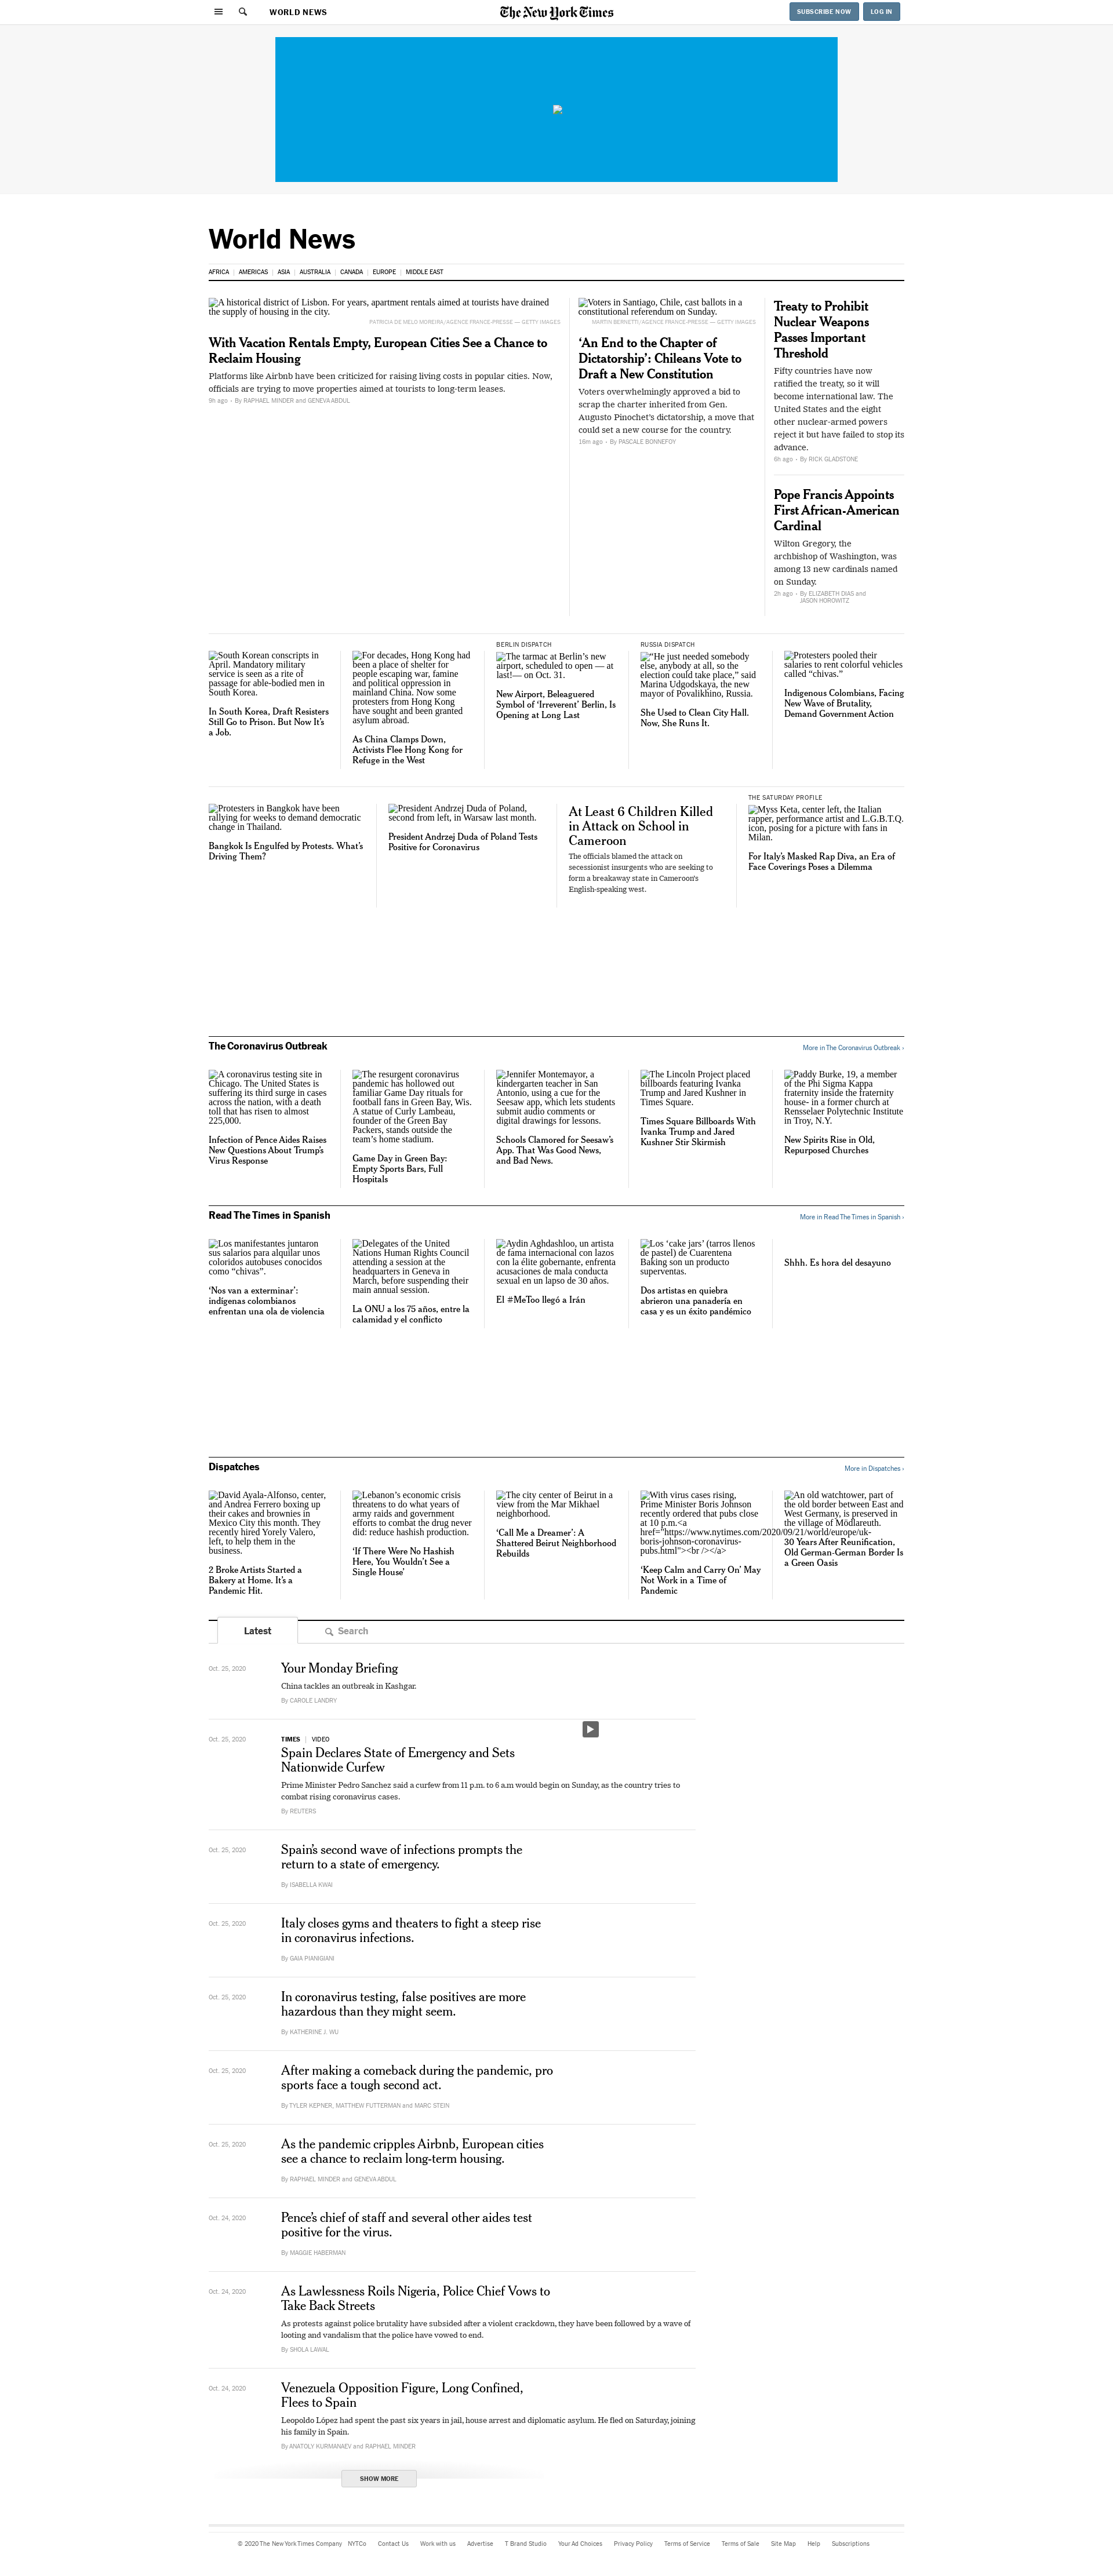 WORLD NEWS
The New York Times
SUBSCRIBE NOW
LOG IN
World News
AFRICA | AMERICAS | ASIA | AUSTRALIA | CANADA | EUROPE | MIDDLE EAST
A historical district of Lisbon. For years, apartment rentals aimed at tourists have drained
the supply of housing in the city.
PATRICIA DE MELO MOREIRA/AGENCE FRANCE-PRESSE — GETTY IMAGES
With Vacation Rentals Empty, European Cities See a Chance to
Reclaim Housing
Platforms like Airbnb have been criticized for raising living costs in popular cities. Now,
officials are trying to move properties aimed at tourists to long-term leases.
9h ago • By RAPHAEL MINDER and GENEVA ABDUL
Voters in Santiago, Chile, cast ballots in a
constitutional referendum on Sunday.
MARTIN BERNETTI/AGENCE FRANCE-PRESSE — GETTY IMAGES
‘An End to the Chapter of
Dictatorship’: Chileans Vote to
Draft a New Constitution
Voters overwhelmingly approved a bid to
scrap the charter inherited from Gen.
Augusto Pinochet’s dictatorship, a move that
could set a new course for the country.
16m ago • By PASCALE BONNEFOY
Treaty to Prohibit
Nuclear Weapons
Passes Important
Threshold
Fifty countries have now
ratified the treaty, so it will
become international law. The
United States and the eight
other nuclear-armed powers
reject it but have failed to stop its
advance.
6h ago • By RICK GLADSTONE
Pope Francis Appoints
First African-American
Cardinal
Wilton Gregory, the
archbishop of Washington, was
among 13 new cardinals named
on Sunday.
2h ago • By ELIZABETH DIAS and
JASON HOROWITZ
South Korean conscripts in
April. Mandatory military
service is seen as a rite of
passage for able-bodied men in
South Korea.
In South Korea, Draft Resisters
Still Go to Prison. But Now It’s
a Job.
For decades, Hong Kong had
been a place of shelter for
people escaping war, famine
and political oppression in
mainland China. Now some
protesters from Hong Kong
have sought and been granted
asylum abroad.
As China Clamps Down,
Activists Flee Hong Kong for
Refuge in the West
BERLIN DISPATCH
The tarmac at Berlin’s new
airport, scheduled to open — at
last!— on Oct. 31.
New Airport, Beleaguered
Symbol of ‘Irreverent’ Berlin, Is
Opening at Long Last
RUSSIA DISPATCH
“He just needed somebody
else, anybody at all, so the
election could take place,” said
Marina Udgodskaya, the new
mayor of Povalikhino, Russia.
She Used to Clean City Hall.
Now, She Runs It.
Protesters pooled their
salaries to rent colorful vehicles
called “chivas.”
Indigenous Colombians, Facing
New Wave of Brutality,
Demand Government Action
Protesters in Bangkok have been
rallying for weeks to demand democratic
change in Thailand.
Bangkok Is Engulfed by Protests. What’s
Driving Them?
President Andrzej Duda of Poland,
second from left, in Warsaw last month.
President Andrzej Duda of Poland Tests
Positive for Coronavirus
At Least 6 Children Killed
in Attack on School in
Cameroon
The officials blamed the attack on
secessionist insurgents who are seeking to
form a breakaway state in Cameroon’s
English-speaking west.
THE SATURDAY PROFILE
Myss Keta, center left, the Italian
rapper, performance artist and L.G.B.T.Q.
icon, posing for a picture with fans in
Milan.
For Italy’s Masked Rap Diva, an Era of
Face Coverings Poses a Dilemma
The Coronavirus Outbreak
More in The Coronavirus Outbreak ›
A coronavirus testing site in
Chicago. The United States is
suffering its third surge in cases
across the nation, with a death
toll that has risen to almost
225,000.
Infection of Pence Aides Raises
New Questions About Trump’s
Virus Response
The resurgent coronavirus
pandemic has hollowed out
familiar Game Day rituals for
football fans in Green Bay, Wis.
A statue of Curly Lambeau,
founder of the Green Bay
Packers, stands outside the
team’s home stadium.
Game Day in Green Bay:
Empty Sports Bars, Full
Hospitals
Jennifer Montemayor, a
kindergarten teacher in San
Antonio, using a cue for the
Seesaw app, which lets students
submit audio comments or
digital drawings for lessons.
Schools Clamored for Seesaw’s
App. That Was Good News,
and Bad News.
The Lincoln Project placed
billboards featuring Ivanka
Trump and Jared Kushner in
Times Square.
Times Square Billboards With
Ivanka Trump and Jared
Kushner Stir Skirmish
Paddy Burke, 19, a member
of the Phi Sigma Kappa
fraternity inside the fraternity
house- in a former church at
Rensselaer Polytechnic Institute
in Troy, N.Y.
New Spirits Rise in Old,
Repurposed Churches
Read The Times in Spanish
More in Read The Times in Spanish ›
Los manifestantes juntaron
sus salarios para alquilar unos
coloridos autobuses conocidos
como “chivas”.
‘Nos van a exterminar’:
indígenas colombianos
enfrentan una ola de violencia
Delegates of the United
Nations Human Rights Council
attending a session at the
headquarters in Geneva in
March, before suspending their
main annual session.
La ONU a los 75 años, entre la
calamidad y el conflicto
Aydin Aghdashloo, un artista
de fama internacional con lazos
con la élite gobernante, enfrenta
acusaciones de mala conducta
sexual en un lapso de 30 años.
El #MeToo llegó a Irán
Los ‘cake jars’ (tarros llenos
de pastel) de Cuarentena
Baking son un producto
superventas.
Dos artistas en quiebra
abrieron una panadería en
casa y es un éxito pandémico
Shhh. Es hora del desayuno
Dispatches
More in Dispatches ›
David Ayala-Alfonso, center,
and Andrea Ferrero boxing up
their cakes and brownies in
Mexico City this month. They
recently hired Yorely Valero,
left, to help them in the
business.
2 Broke Artists Started a
Bakery at Home. It’s a
Pandemic Hit.
Lebanon’s economic crisis
threatens to do what years of
army raids and government
efforts to combat the drug never
did: reduce hashish production.
‘If There Were No Hashish
Here, You Wouldn’t See a
Single House’
The city center of Beirut in a
view from the Mar Mikhael
neighborhood.
‘Call Me a Dreamer’: A
Shattered Beirut Neighborhood
Rebuilds
With virus cases rising,
Prime Minister Boris Johnson
recently ordered that pubs close
at 10 p.m.<a
href="https://www.nytimes.com/2020/09/21/world/europe/uk-
boris-johnson-coronavirus-
pubs.html"><br /></a>
‘Keep Calm and Carry On’ May
Not Work in a Time of
Pandemic
An old watchtower, part of
the old border between East and
West Germany, is preserved in
the village of Mödlareuth.
30 Years After Reunification,
Old German-German Border Is
a Green Oasis
Latest
Search
Oct. 25, 2020
Your Monday Briefing
China tackles an outbreak in Kashgar.
By CAROLE LANDRY
Oct. 25, 2020
TIMES | VIDEO
Spain Declares State of Emergency and Sets
Nationwide Curfew
Prime Minister Pedro Sanchez said a curfew from 11 p.m. to 6 a.m would begin on Sunday, as the country tries to
combat rising coronavirus cases.
By REUTERS
Oct. 25, 2020
Spain’s second wave of infections prompts the
return to a state of emergency.
By ISABELLA KWAI
Oct. 25, 2020
Italy closes gyms and theaters to fight a steep rise
in coronavirus infections.
By GAIA PIANIGIANI
Oct. 25, 2020
In coronavirus testing, false positives are more
hazardous than they might seem.
By KATHERINE J. WU
Oct. 25, 2020
After making a comeback during the pandemic, pro
sports face a tough second act.
By TYLER KEPNER, MATTHEW FUTTERMAN and MARC STEIN
Oct. 25, 2020
As the pandemic cripples Airbnb, European cities
see a chance to reclaim long-term housing.
By RAPHAEL MINDER and GENEVA ABDUL
Oct. 24, 2020
Pence’s chief of staff and several other aides test
positive for the virus.
By MAGGIE HABERMAN
Oct. 24, 2020
As Lawlessness Roils Nigeria, Police Chief Vows to
Take Back Streets
As protests against police brutality have subsided after a violent crackdown, they have been followed by a wave of
looting and vandalism that the police have vowed to end.
By SHOLA LAWAL
Oct. 24, 2020
Venezuela Opposition Figure, Long Confined,
Flees to Spain
Leopoldo López had spent the past six years in jail, house arrest and diplomatic asylum. He fled on Saturday, joining
his family in Spain.
By ANATOLY KURMANAEV and RAPHAEL MINDER
SHOW MORE
© 2020 The New York Times Company NYTCo Contact Us Work with us Advertise T Brand Studio Your Ad Choices Privacy Policy Terms of Service Terms of Sale Site Map Help Subscriptions